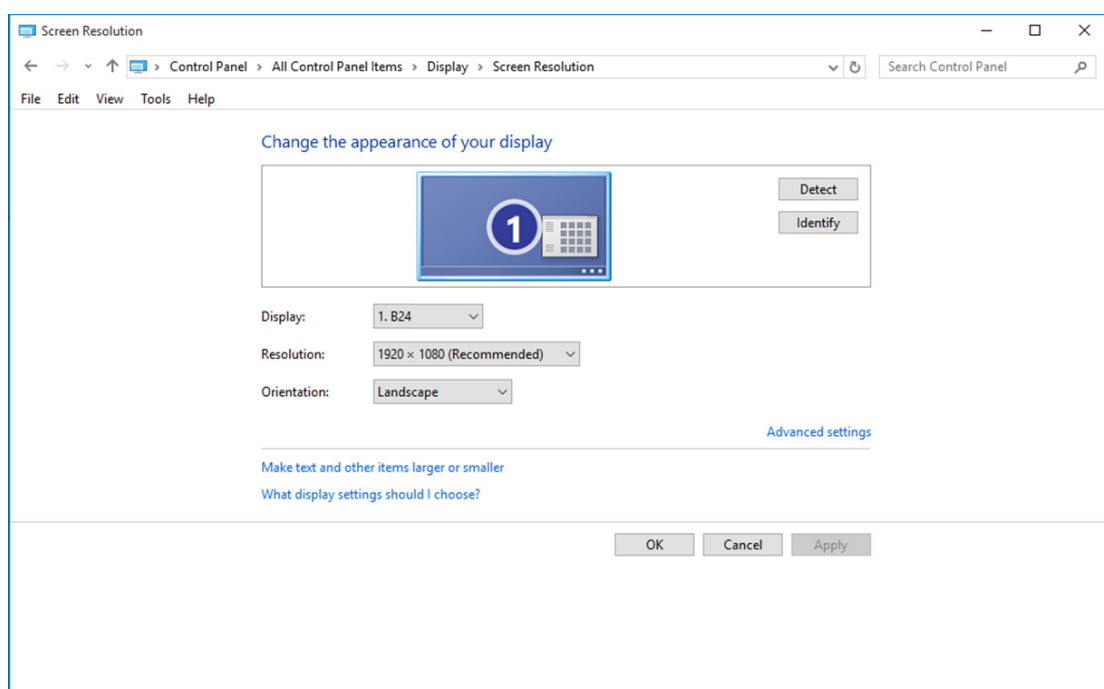 Screen Resolution
Control Panel > All Control Panel Items > Display > Screen Resolution
Search Control Panel
File Edit View Tools Help
Change the appearance of your display
1
Detect
Identify
Display: 1. B24
Resolution: 1920 × 1080 (Recommended)
Orientation: Landscape
Advanced settings
Make text and other items larger or smaller
What display settings should I choose?
OK Cancel Apply